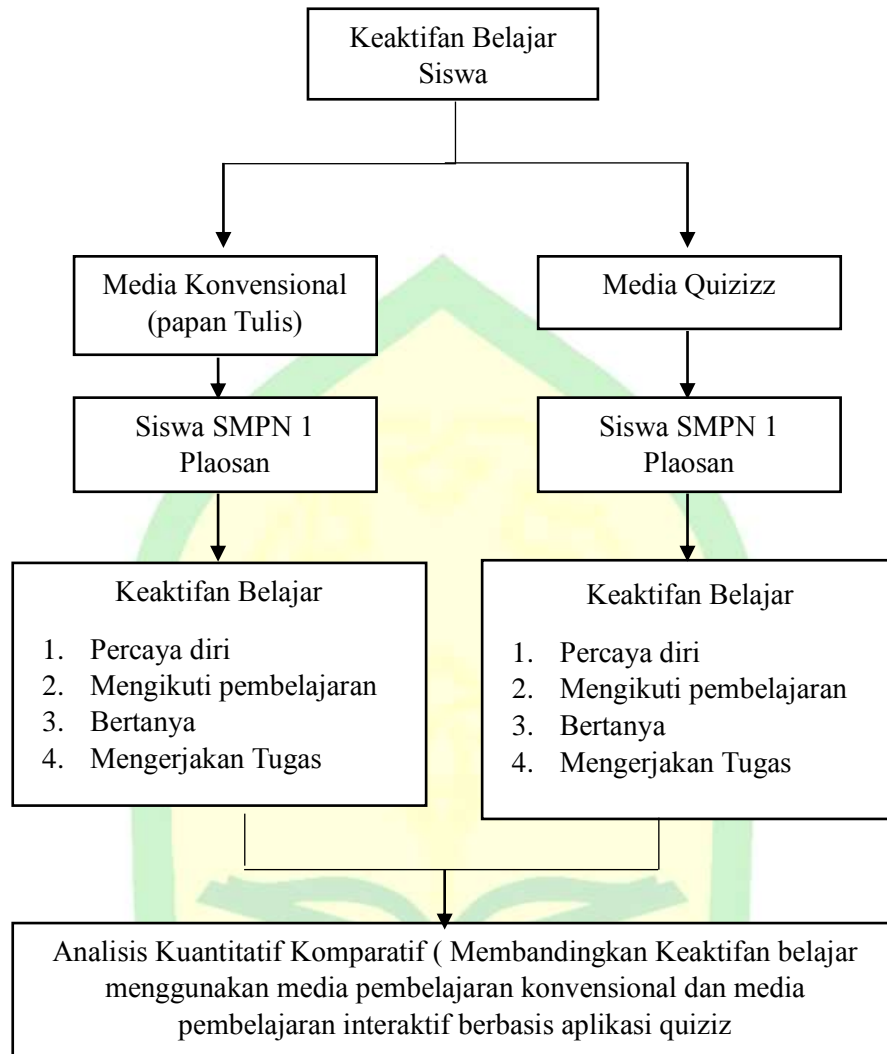 Keaktifan Belajar
Siswa
Media Konvensional
(papan Tulis)
Media Quizizz
Siswa SMPN 1
Plaosan
Siswa SMPN 1
Plaosan
Keaktifan Belajar
1. Percaya diri
2. Mengikuti pembelajaran
3. Bertanya
4. Mengerjakan Tugas
Keaktifan Belajar
1. Percaya diri
2. Mengikuti pembelajaran
3. Bertanya
4. Mengerjakan Tugas
Analisis Kuantitatif Komparatif ( Membandingkan Keaktifan belajar
menggunakan media pembelajaran konvensional dan media
pembelajaran interaktif berbasis aplikasi quiziz